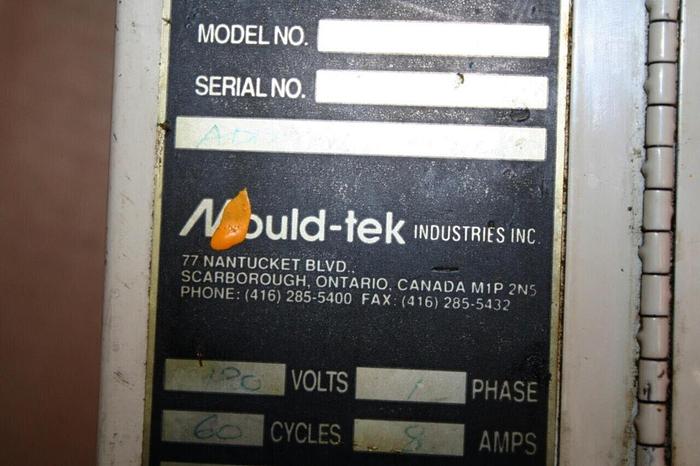 MODEL NO.
SERIAL NO.
Mould-tek INDUSTRIES INC.
77 NANTUCKET BLVD.,
SCARBOROUGH, ONTARIO, CANADA M1P 2N5
PHONE: (416) 285-5400 FAX: (416) 285-5432
120 VOLTS 1 PHASE
60 CYCLES 8 AMPS